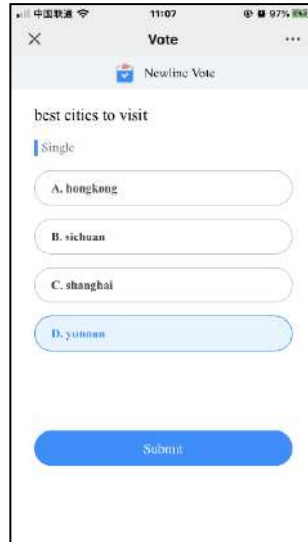 中国联通 11:07 97%
Vote
Newline Vote
best cities to visit
Single
A. hongkong
B. sichuan
C. shanghai
D. yunnan
Submit